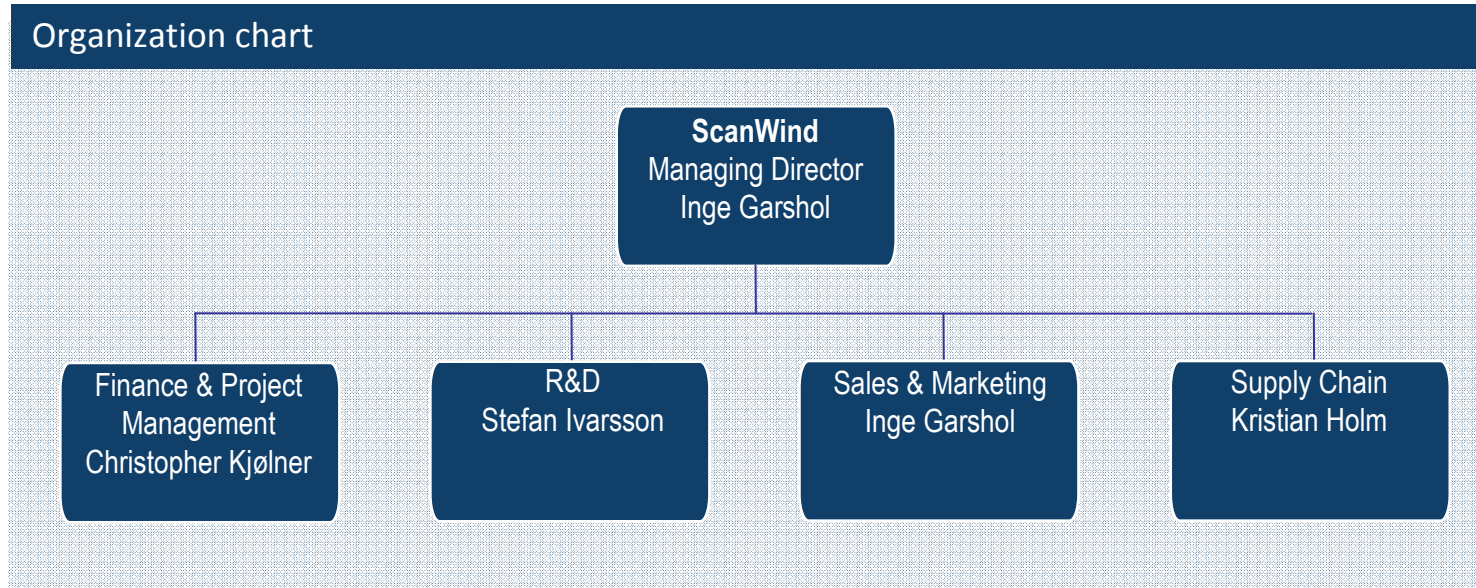 Organization chart
ScanWind
Managing Director
Inge Garshol
Finance & Project
Management
Christopher Kjølner
R&D
Stefan Ivarsson
Sales & Marketing
Inge Garshol
Supply Chain
Kristian Holm